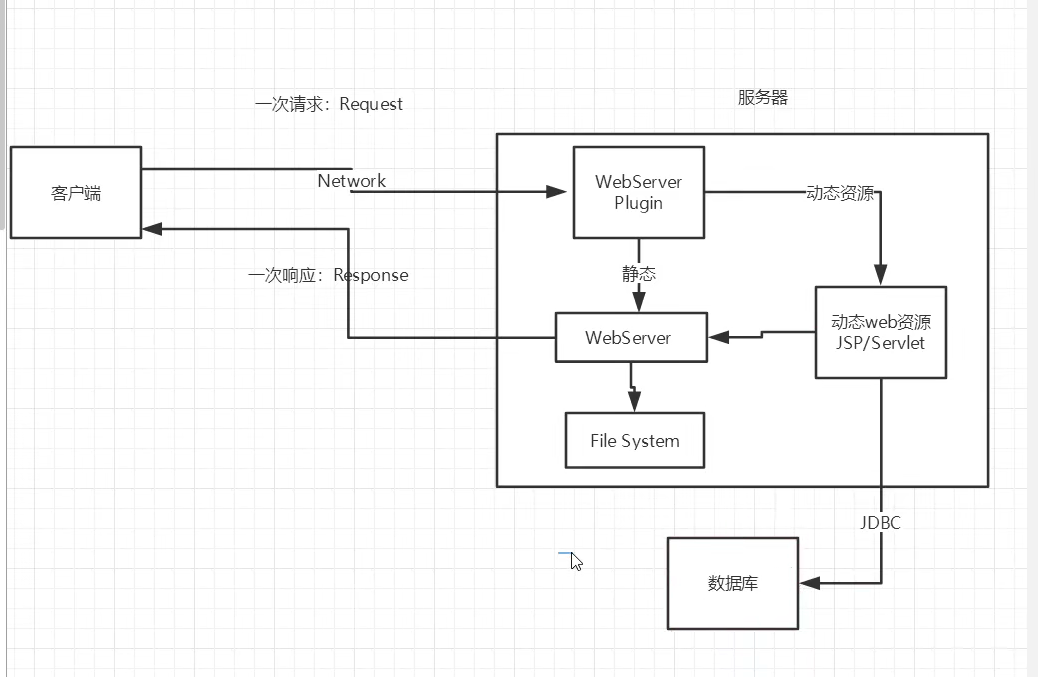 一次请求：Request
服务器
客户端
Network
WebServer
Plugin
动态资源
一次响应：Response
静态
动态web资源
JSP/Servlet
WebServer
File System
JDBC
数据库